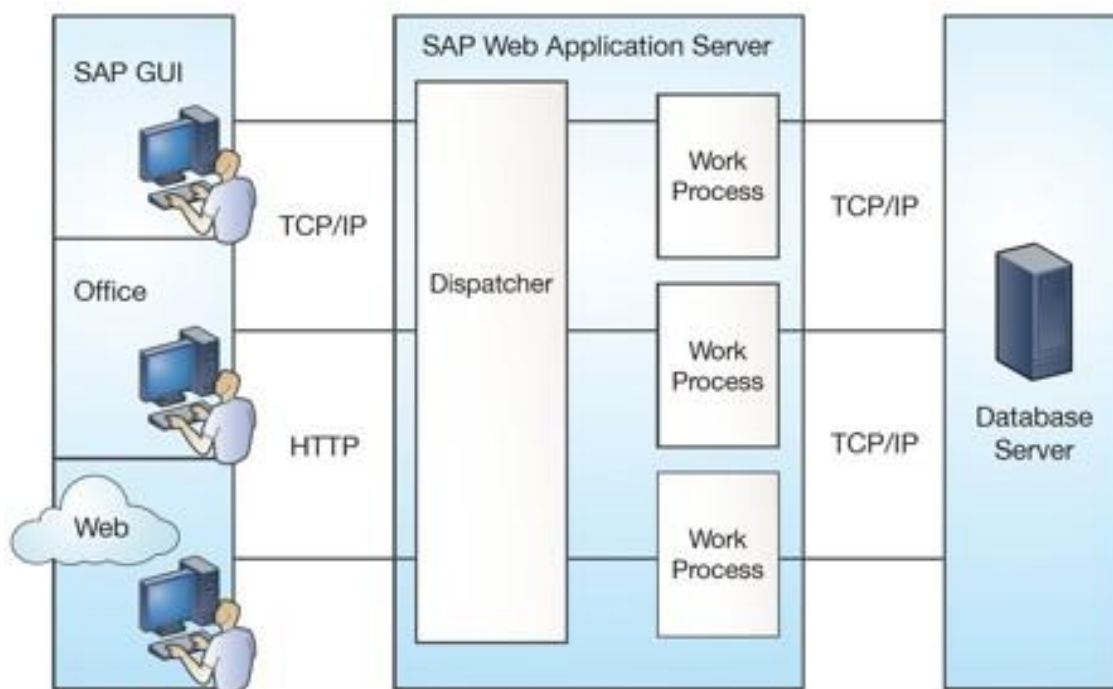 SAP GUI
Office
Web
TCP/IP
HTTP
SAP Web Application Server
Dispatcher
Work
Process
Work
Process
Work
Process
TCP/IP
TCP/IP
Database
Server